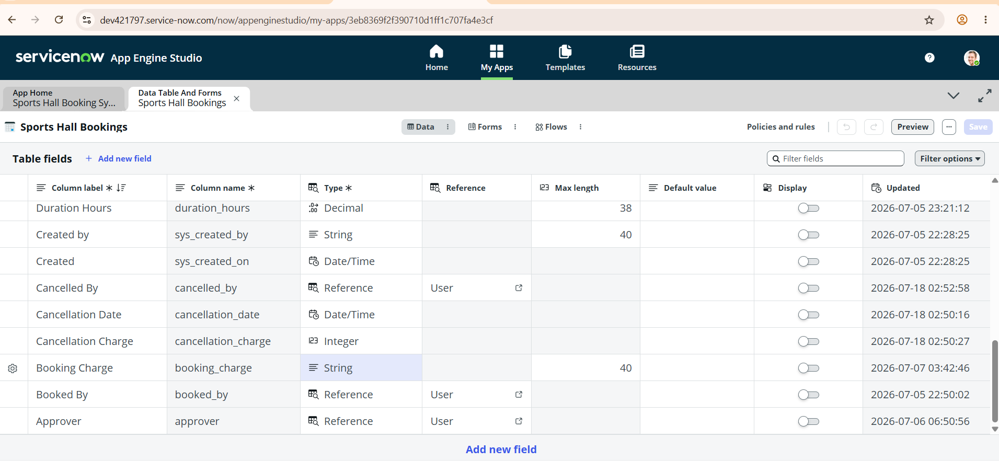 dev421797.service-now.com/now/appenginestudio/my-apps/3eb8369f2f390710d1ff1c707fa4e3cf
servicenow App Engine Studio
Home
My Apps
Templates
Resources
?
App Home
Sports Hall Booking Sy...
Data Table And Forms
Sports Hall Bookings
Sports Hall Bookings
Data
Forms
Flows
Policies and rules
Preview
...
Save
Table fields + Add new field
Filter fields
Filter options
Column label * Column name * Type * Reference Max length Default value Display Updated
Duration Hours duration_hours Decimal 38 2026-07-05 23:21:12
Created by sys_created_by String 40 2026-07-05 22:28:25
Created sys_created_on Date/Time 2026-07-05 22:28:25
Cancelled By cancelled_by Reference User 2026-07-18 02:52:58
Cancellation Date cancellation_date Date/Time 2026-07-18 02:50:16
Cancellation Charge cancellation_charge Integer 2026-07-18 02:50:27
Booking Charge booking_charge String 40 2026-07-07 03:42:46
Booked By booked_by Reference User 2026-07-05 22:50:02
Approver approver Reference User 2026-07-06 06:50:56
Add new field